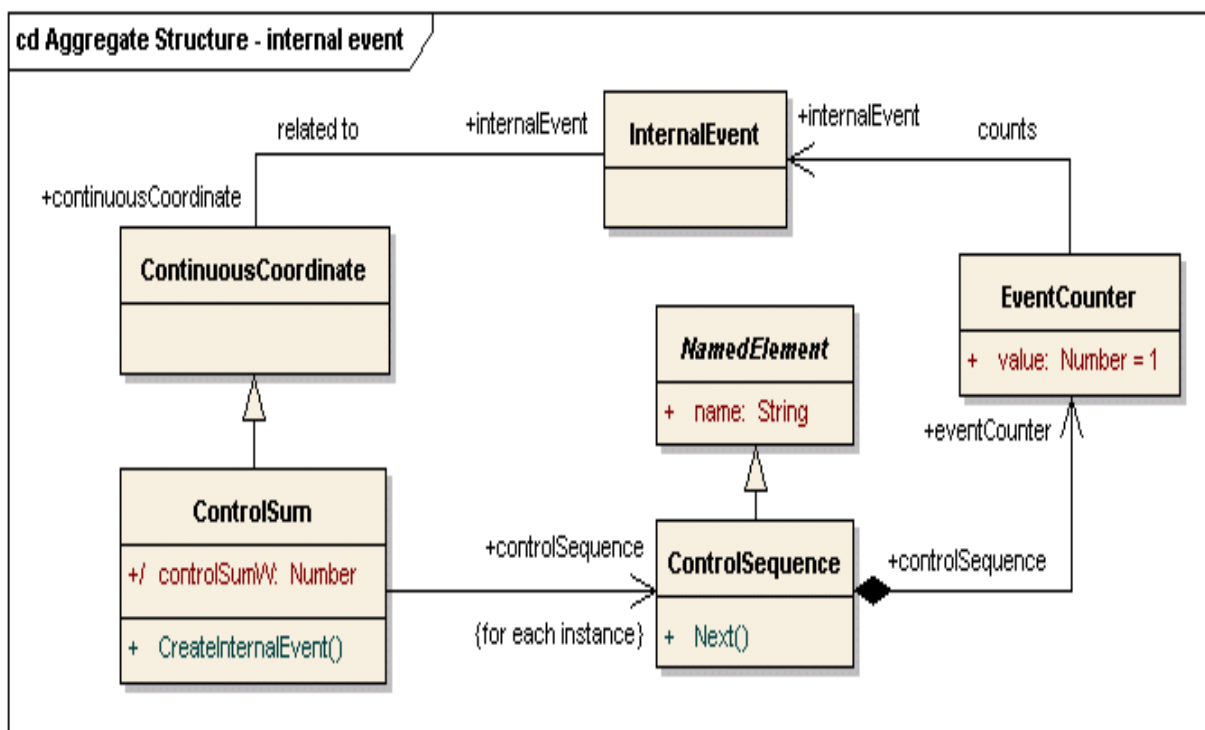 cd Aggregate Structure - internal event
related to
+internalEvent
InternalEvent
+internalEvent
counts
+continuousCoordinate
ContinuousCoordinate
EventCounter
+ value: Number = 1
NamedElement
+ name: String
+eventCounter
ControlSum
+/ controlSumW: Number
+ CreateInternalEvent()
+controlSequence
{for each instance}
ControlSequence
+ Next()
+controlSequence